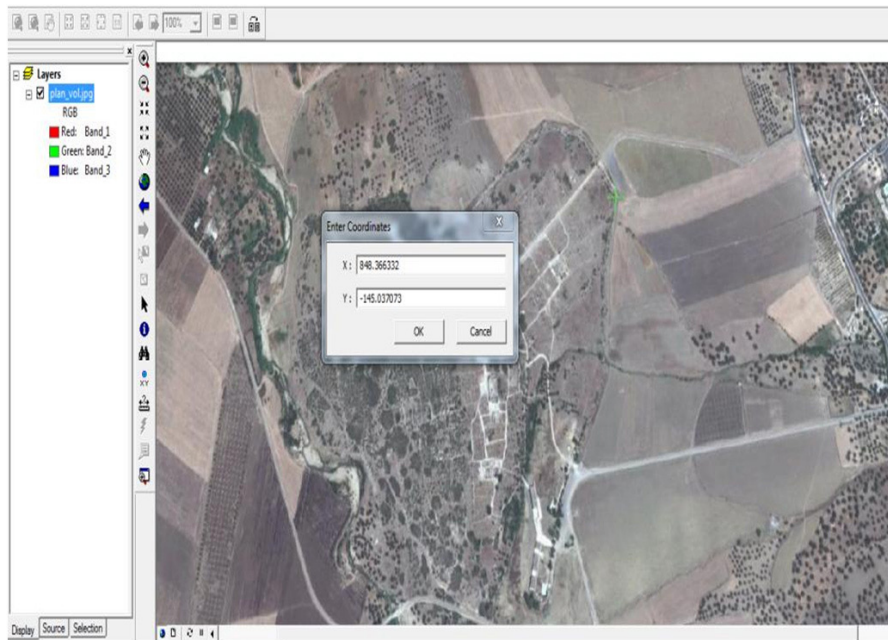 100%
Layers
plan_vol.jpg
RGB
Red: Band_1
Green: Band_2
Blue: Band_3
XY
Enter Coordinates
X
X: 848.366332
Y: -145.037073
OK
Cancel
Display Source Selection